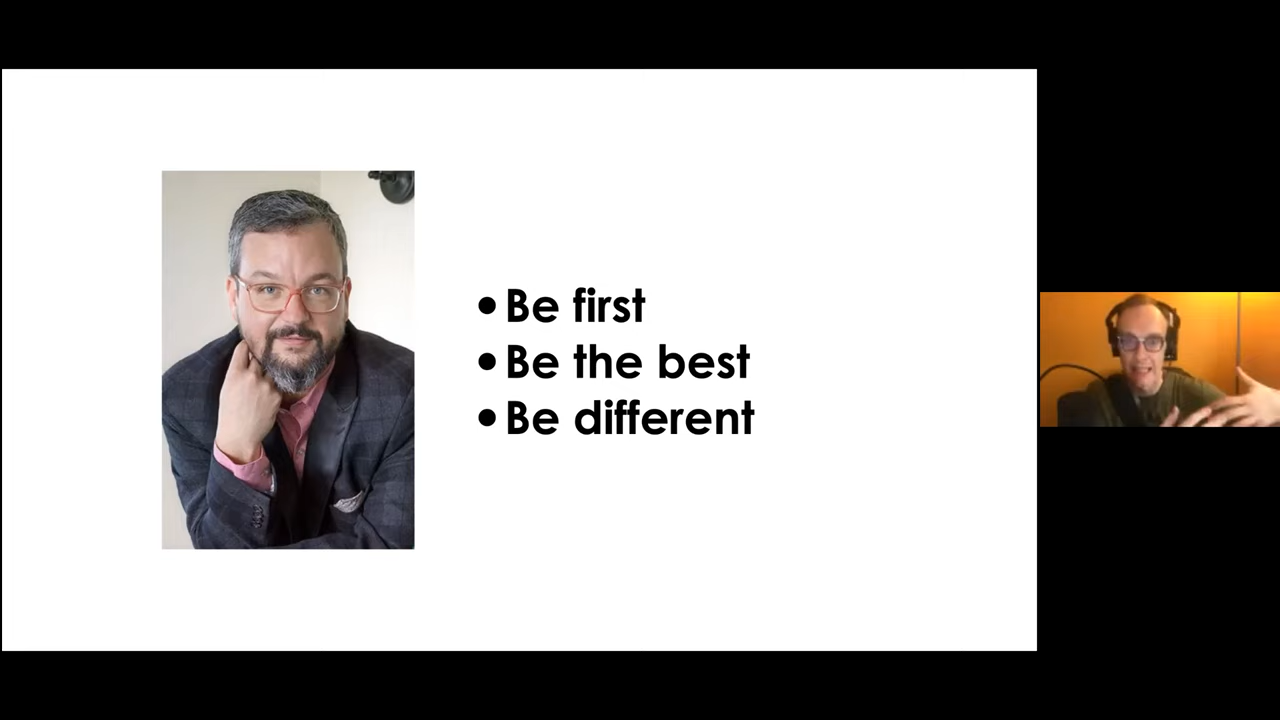 • Be first
• Be the best
• Be different